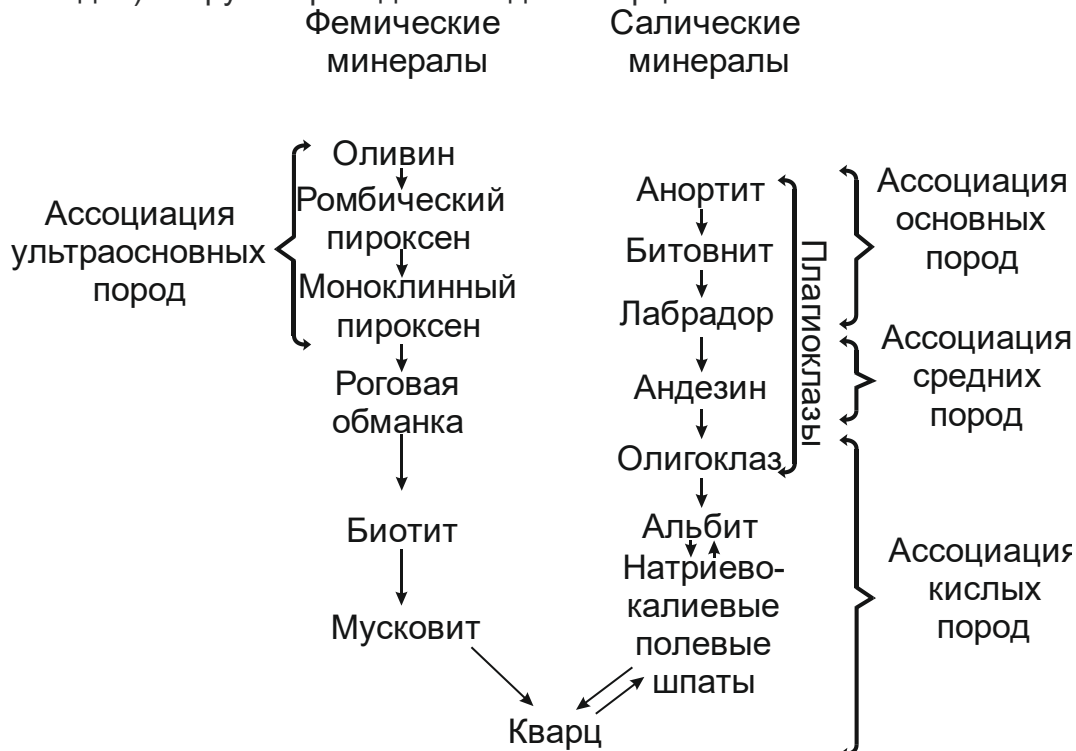 Фемические
минералы
Салические
минералы
Оливин
Ромбический
пироксен
Моноклинный
пироксен
Роговая
обманка
Биотит
Мусковит
Кварц
Ассоциация
ультраосновных
пород
Анортит
Битовнит
Лабрадор
Андезин
Олигоклаз
Альбит
Натриево-
калиевые
полевые
шпаты
Плагиоклазы
Ассоциация
основных
пород
Ассоциация
средних
пород
Ассоциация
кислых
пород